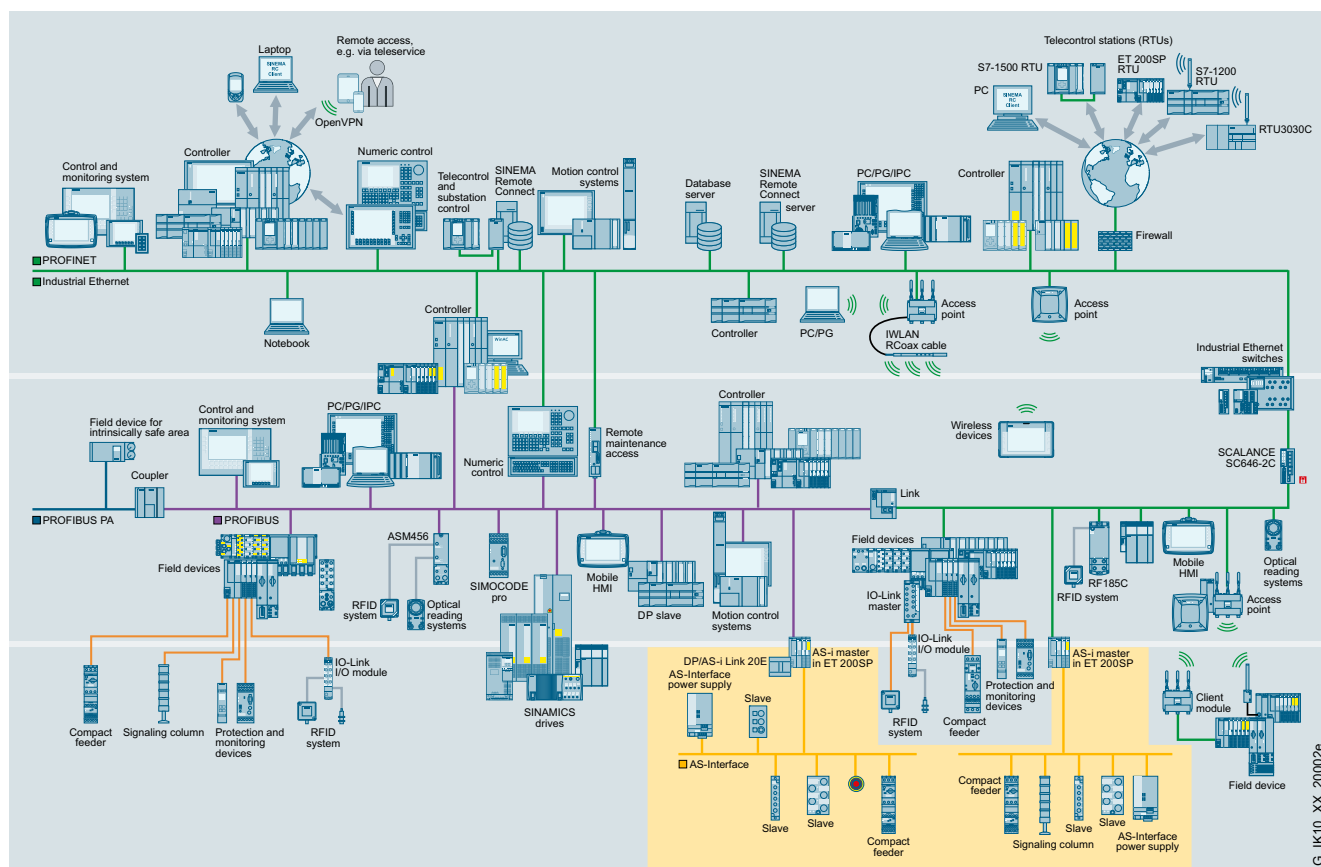 Remote access,
e.g. via teleservice
Laptop
SINEMA
RC
Client
OpenVPN
Telecontrol stations (RTUs)
S7-1500 RTU
ET 200SP
RTU
S7-1200
RTU
PC
SINEMA
RC
Client
RTU3030C
Control and
monitoring system
Controller
Numeric control
Telecontrol
and
substation
control
SINEMA
Remote
Connect
Motion control
systems
Database
server
SINEMA
Remote
Connect
server
PC/PG/IPC
Controller
Firewall
PROFINET
Industrial Ethernet
Notebook
Controller
WinAC
Controller
PC/PG
Access
point
IWLAN
RCoax cable
Access
point
Industrial Ethernet
switches
Field device for
intrinsically safe area
Control and
monitoring system
PC/PG/IPC
Numeric
control
Remote
maintenance
access
Controller
Wireless
devices
SCALANCE
SC646-2C
Coupler
Link
PROFIBUS PA
PROFIBUS
Field devices
ASM456
RFID
system
Optical
reading
systems
SIMOCODE
pro
Mobile
HMI
DP slave
Motion control
systems
Field devices
IO-Link
master
IO-Link
I/O module
RF185C
RFID system
Mobile
HMI
Access
point
Optical
reading
systems
IO-Link
I/O module
Compact
feeder
Signaling column
Protection and
monitoring
devices
RFID
system
SINAMICS
drives
DP/AS-i Link 20E
AS-i master
in ET 200SP
AS-Interface
power supply
Slave
RFID
system
Compact
feeder
Protection and
monitoring
devices
AS-i master
in ET 200SP
Client
module
Field device
AS-Interface
Slave
Slave
Compact
feeder
Compact
feeder
Signaling column
Slave
Slave
AS-Interface
power supply
G_IK10_XX_20002e